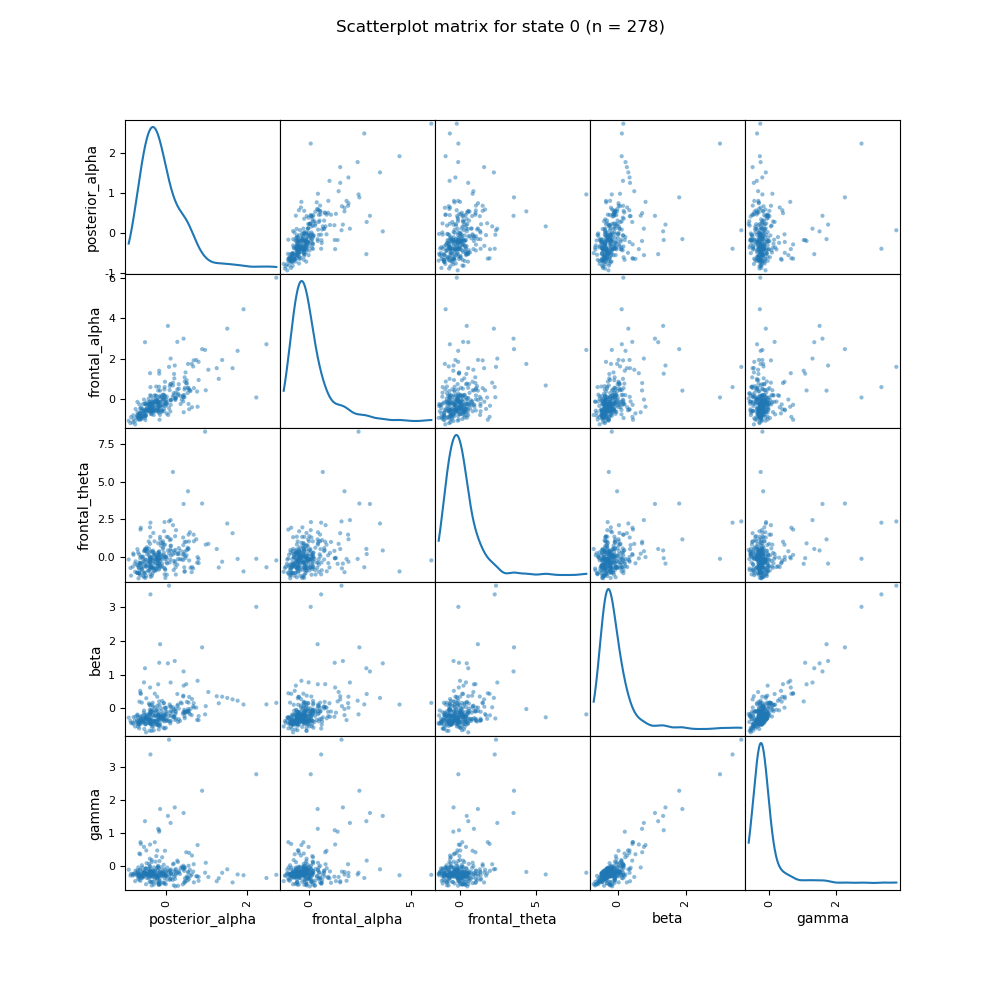 Scatterplot matrix for state 0 (n = 278)
posterior_alpha
2
1
0
-1
frontal_alpha
6
4
2
0
frontal_theta
7.5
5.0
2.5
0.0
beta
3
2
1
0
gamma
3
2
1
0
0 2 0 5 0 5 0 2 0 2
posterior_alpha frontal_alpha frontal_theta beta gamma